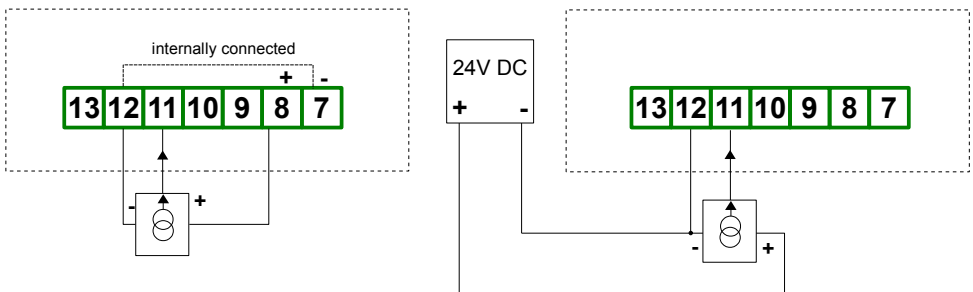 internally connected
+ -
13 12 11 10 9 8 7
- +
24V DC
+ -
13 12 11 10 9 8 7
- +